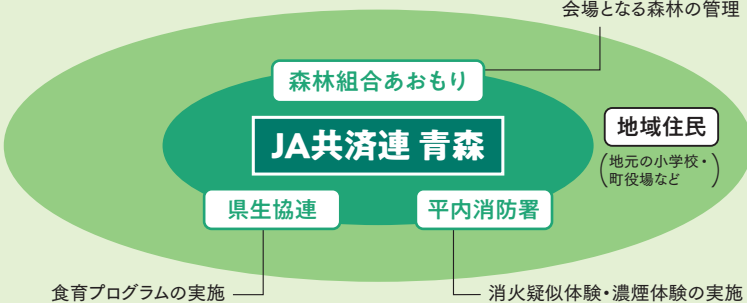 会場となる森林の管理
森林組合あおもり
JA共済連 青森
地域住民
(地元の小学校・
町役場など)
県生協連
平内消防署
食育プログラムの実施
消火疑似体験・濃煙体験の実施